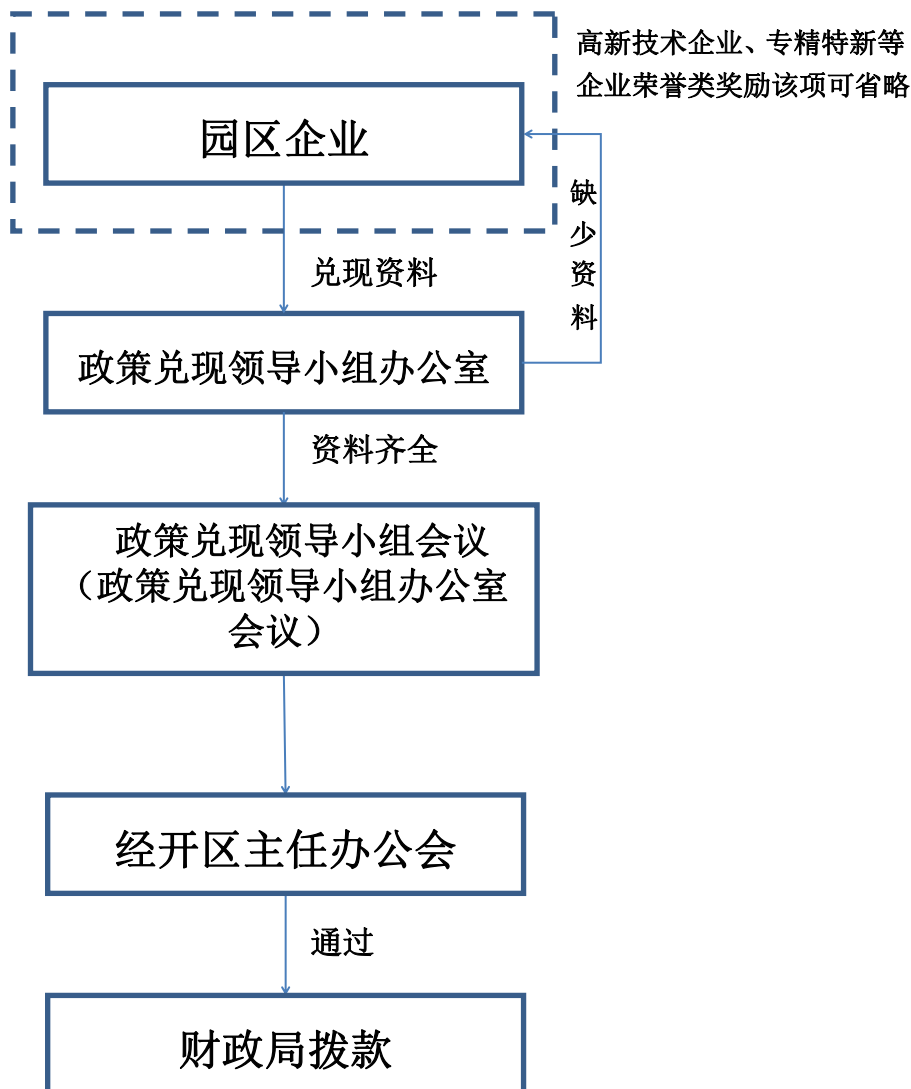 高新技术企业、专精特新等
企业荣誉类奖励该项可省略
园区企业
缺
少
资
料
兑现资料
政策兑现领导小组办公室
资料齐全
政策兑现领导小组会议
（政策兑现领导小组办公室
会议）
经开区主任办公会
通过
财政局拨款